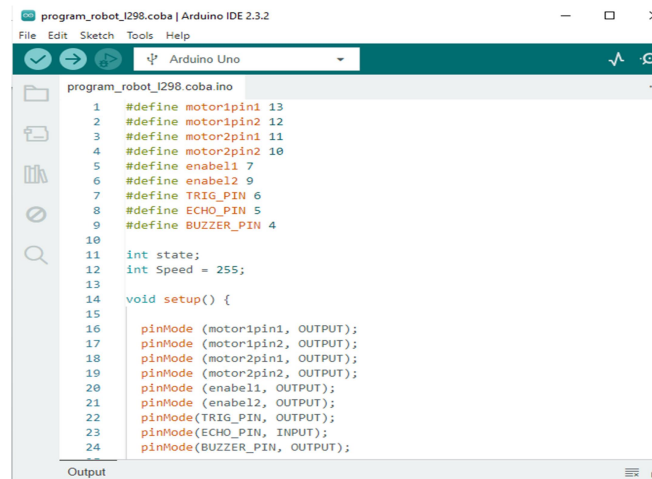 program_robot_l298.coba | Arduino IDE 2.3.2
File Edit Sketch Tools Help
Arduino Uno
program_robot_l298.coba.ino
1 #define motor1pin1 13
2 #define motor1pin2 12
3 #define motor2pin1 11
4 #define motor2pin2 10
5 #define enabel1 7
6 #define enabel2 9
7 #define TRIG_PIN 6
8 #define ECHO_PIN 5
9 #define BUZZER_PIN 4
10
11 int state;
12 int Speed = 255;
13
14 void setup() {
15
16 pinMode (motor1pin1, OUTPUT);
17 pinMode (motor1pin2, OUTPUT);
18 pinMode (motor2pin1, OUTPUT);
19 pinMode (motor2pin2, OUTPUT);
20 pinMode (enabel1, OUTPUT);
21 pinMode (enabel2, OUTPUT);
22 pinMode(TRIG_PIN, OUTPUT);
23 pinMode(ECHO_PIN, INPUT);
24 pinMode(BUZZER_PIN, OUTPUT);
Output